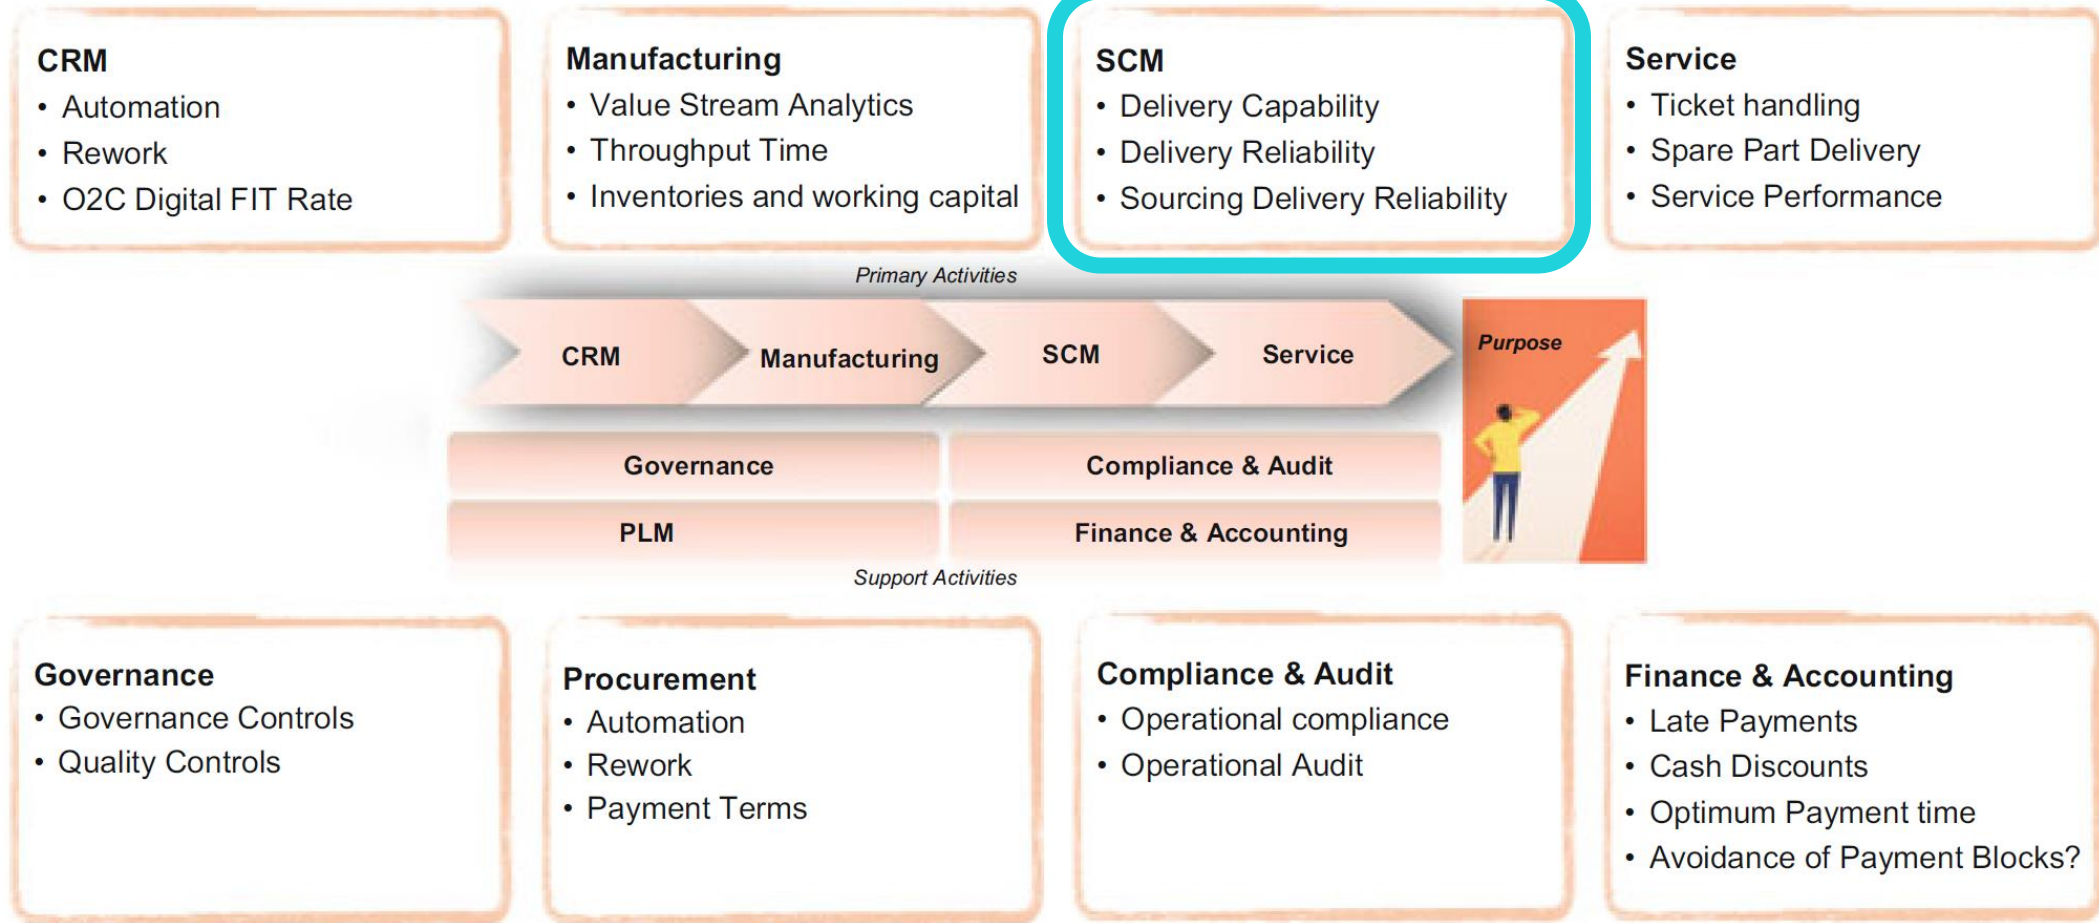 CRM
• Automation
• Rework
• O2C Digital FIT Rate
Manufacturing
• Value Stream Analytics
• Throughput Time
• Inventories and working capital
SCM
• Delivery Capability
• Delivery Reliability
• Sourcing Delivery Reliability
Service
• Ticket handling
• Spare Part Delivery
• Service Performance
Primary Activities
CRM
Manufacturing
SCM
Service
Purpose
Governance
Compliance & Audit
PLM
Finance & Accounting
Support Activities
Governance
• Governance Controls
• Quality Controls
Procurement
• Automation
• Rework
• Payment Terms
Compliance & Audit
• Operational compliance
• Operational Audit
Finance & Accounting
• Late Payments
• Cash Discounts
• Optimum Payment time
• Avoidance of Payment Blocks?